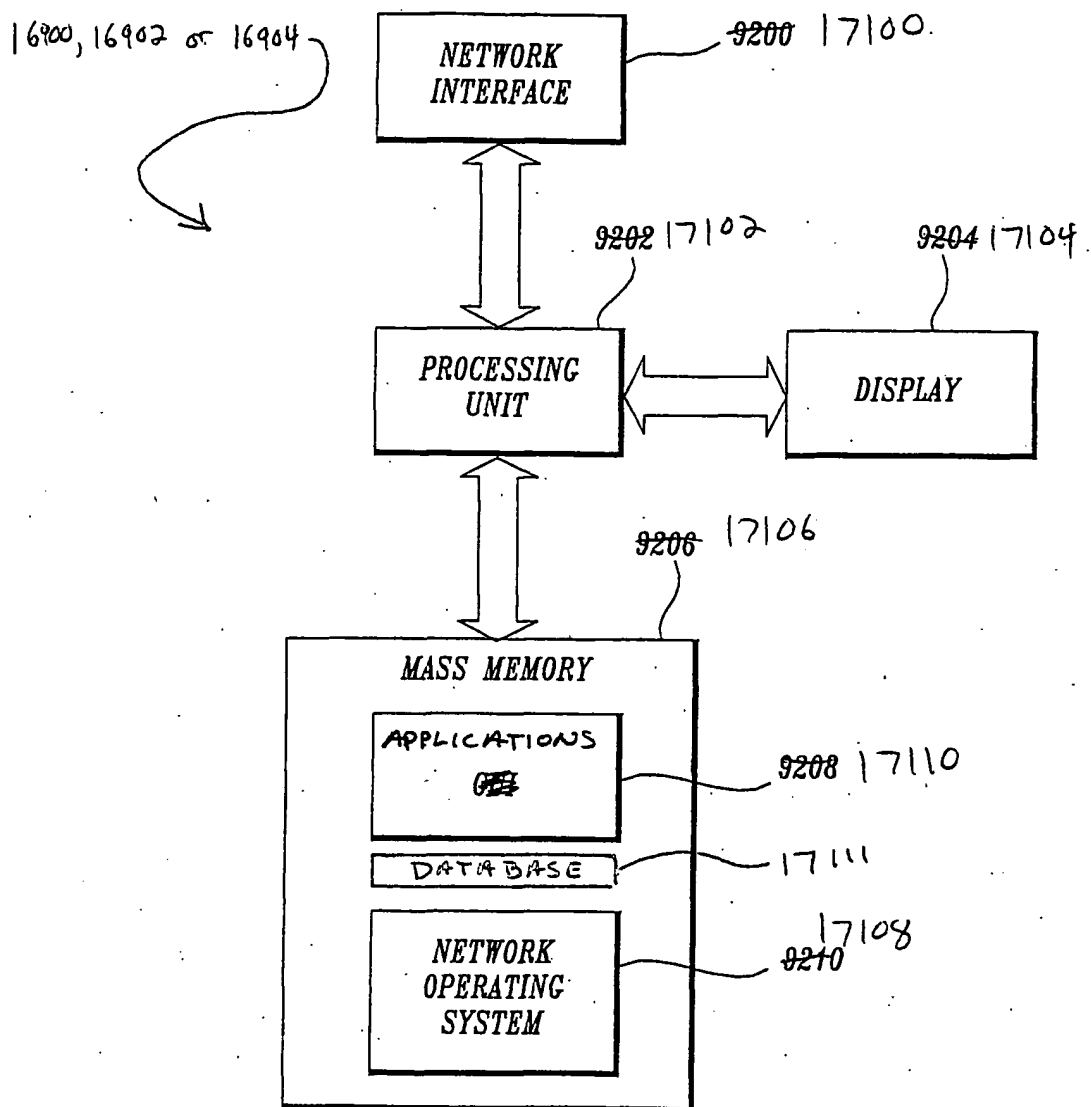 16900, 16902 or 16904
NETWORK
INTERFACE
9200 17100
9202 17102
9204 17104
PROCESSING
UNIT
DISPLAY
9206 17106
MASS MEMORY
APPLICATIONS
9208 17110
DATABASE
17111
NETWORK
OPERATING
SYSTEM
17108
9210